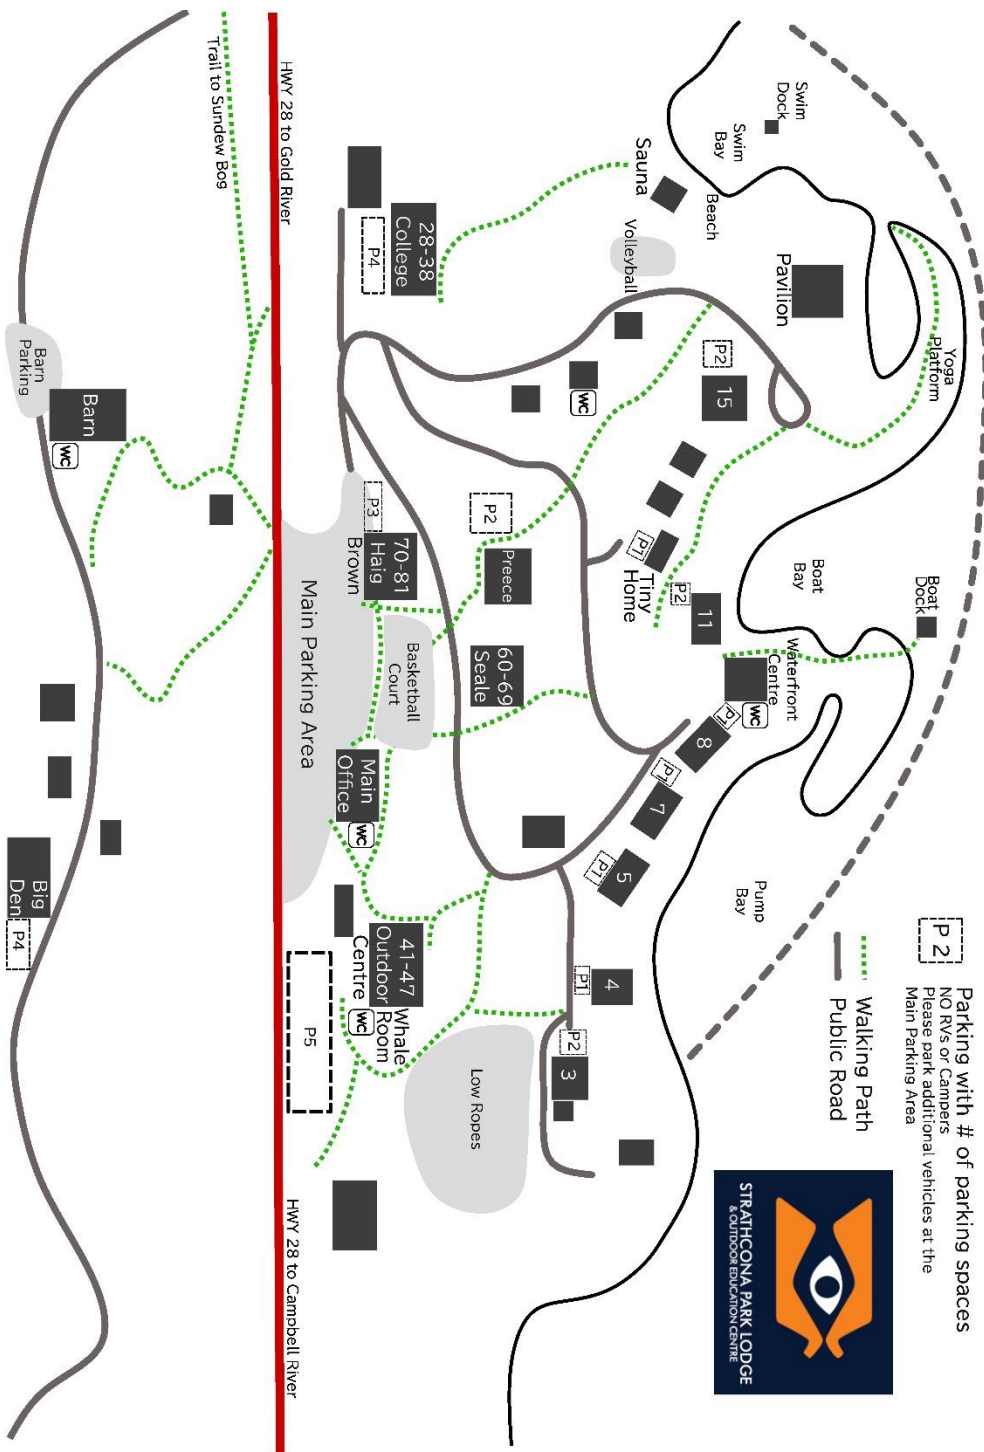 Swim
Dock
Swim
Bay
Beach
Sauna
Volleyball
Pavilion
Yoga
Platform
Trail to Sundew Bog
HWY 28 to Gold River
28-38
College
P4
P2
15
WC
Barn
Parking
Barn
WC
P3
70-81
Haig
Brown
P2
Preece
P1
Tiny
Home
P2
11
Boat
Bay
Boat
Dock
Waterfront
Centre
WC
Main Parking Area
Basketball
Court
60-69
Seale
P1
8
P1
7
P1
5
Main
Office
WC
Pump
Bay
Big
Den
P4
41-47
Outdoor
Centre
Whale
Room
WC
P5
Low Ropes
P1
4
P2
3
HWY 28 to Campbell River
P 2
Parking with # of parking spaces
NO RVs or Campers
Please park additional vehicles at the
Main Parking Area
Walking Path
Public Road
STRATHCONA PARK LODGE
& OUTDOOR EDUCATION CENTRE